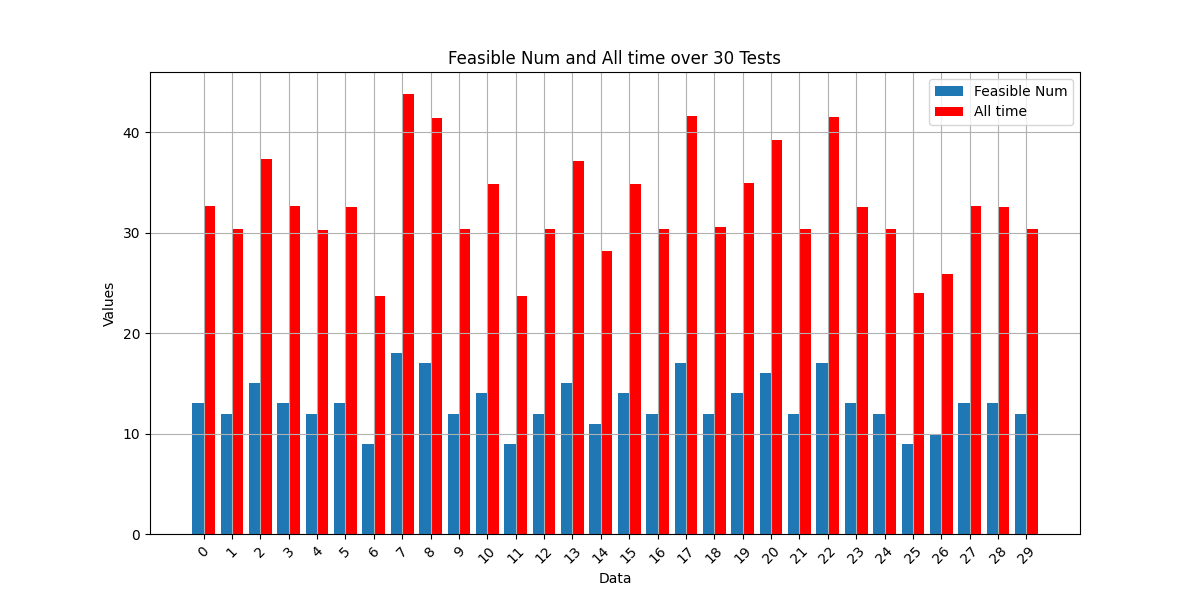 Feasible Num and All time over 30 Tests
Feasible Num
All time
Values
40
30
20
10
0
0 1 2 3 4 5 6 7 8 9 10 11 12 13 14 15 16 17 18 19 20 21 22 23 24 25 26 27 28 29
Data